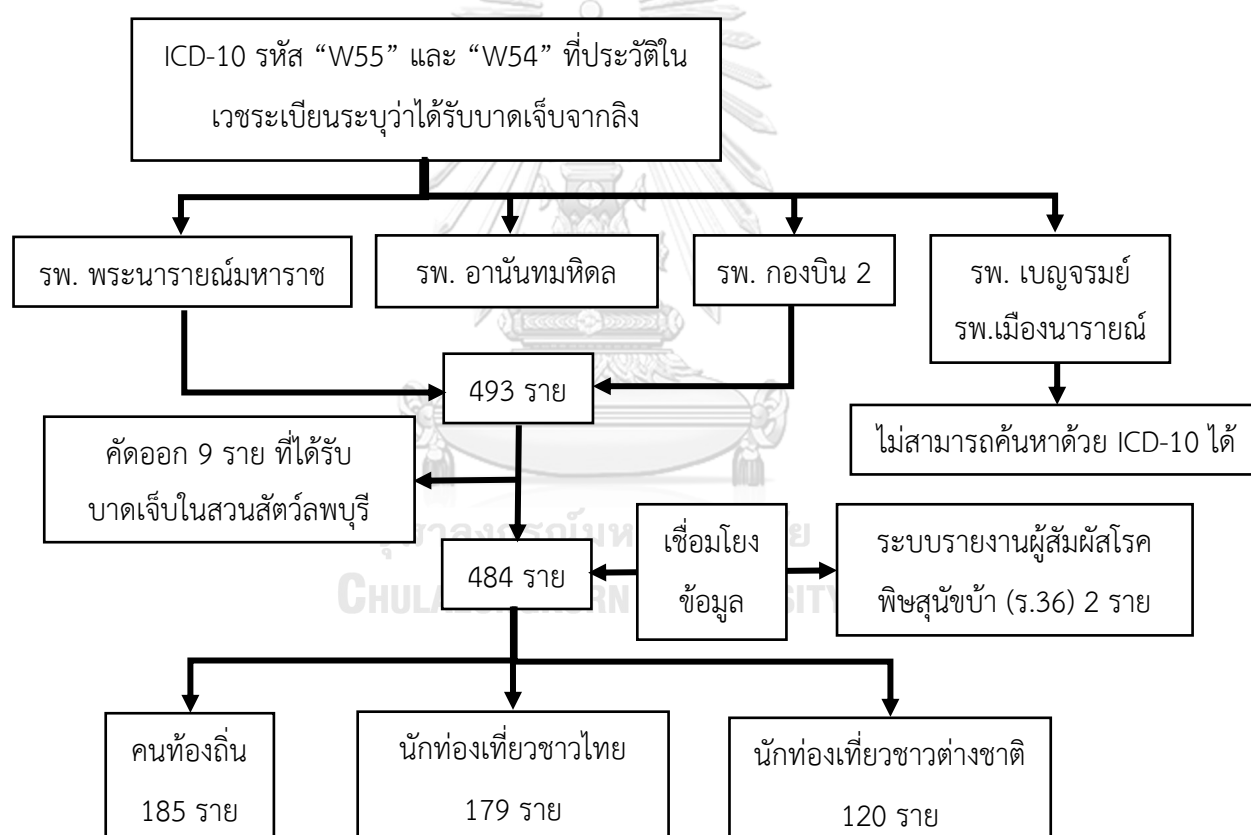 ICD-10 รหัส “W55” และ “W54” ที่ประวัติใน
เวชระเบียนระบุว่าได้รับบาดเจ็บจากลิง
รพ. พระนารายณ์มหาราช
รพ. อานันทมหิดล
รพ. กองบิน 2
รพ. เบญจรมย์
รพ.เมืองนารายณ์
493 ราย
ไม่สามารถค้นหาด้วย ICD-10 ได้
คัดออก 9 ราย ที่ได้รับ
บาดเจ็บในสวนสัตว์ลพบุรี
484 ราย
เชื่อมโยง
ข้อมูล
ระบบรายงานผู้สัมผัสโรค
พิษสุนัขบ้า (ร.36) 2 ราย
คนท้องถิ่น
185 ราย
นักท่องเที่ยวชาวไทย
179 ราย
นักท่องเที่ยวชาวต่างชาติ
120 ราย